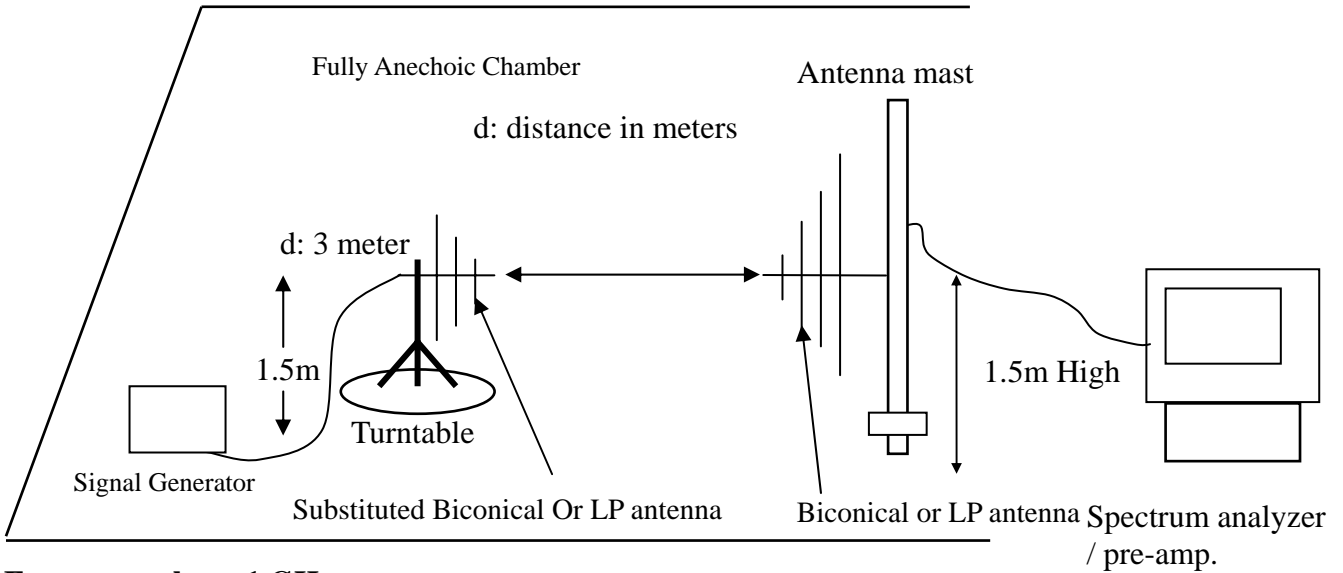 Fully Anechoic Chamber
Antenna mast
d: distance in meters
d: 3 meter
1.5m
1.5m High
Turntable
Signal Generator
Substituted Biconical Or LP antenna
Biconical or LP antenna
Spectrum analyzer
/ pre-amp.